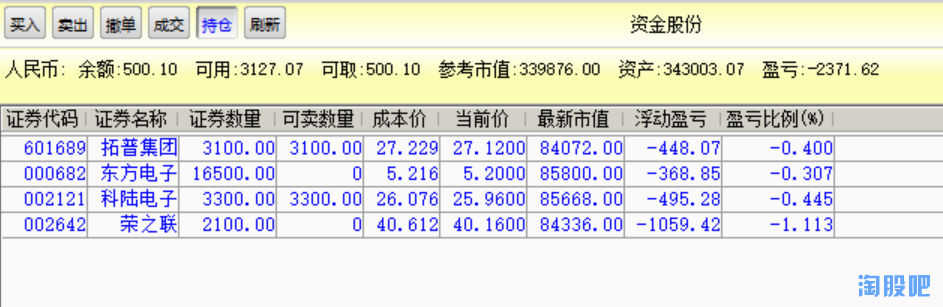 买入 卖出 撤单 成交 持仓 刷新 资金股份
人民币: 余额:500.10 可用:3127.07 可取:500.10 参考市值:339876.00 资产:343003.07 盈亏:-2371.62
证券代码 证券名称 证券数量 可卖数量 成本价 当前价 最新市值 浮动盈亏 盈亏比例(%)
601689 拓普集团 3100.00 3100.00 27.229 27.1200 84072.00 -448.07 -0.400
000682 东方电子 16500.00 0 5.216 5.2000 85800.00 -368.85 -0.307
002121 科陆电子 3300.00 3300.00 26.076 25.9600 85668.00 -495.28 -0.445
002642 荣之联 2100.00 0 40.612 40.1600 84336.00 -1059.42 -1.113
淘股吧